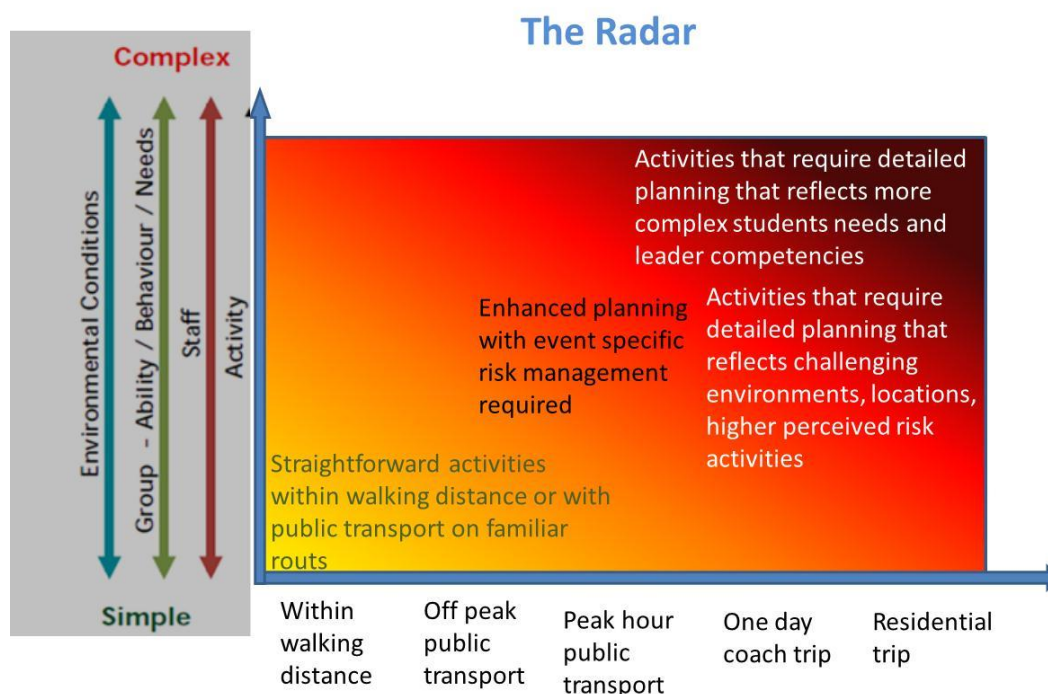 The Radar
Complex
Environmental Conditions
Group - Ability / Behaviour / Needs
Staff
Activity
Simple
Activities that require detailed
planning that reflects more
complex students needs and
leader competencies
Enhanced planning
with event specific
risk management
required
Activities that require
detailed planning that
reflects challenging
environments, locations,
higher perceived risk
activities
Straightforward activities
within walking distance or with
public transport on familiar
routs
Within
walking
distance
Off peak
public
transport
Peak hour
public
transport
One day
coach trip
Residential
trip